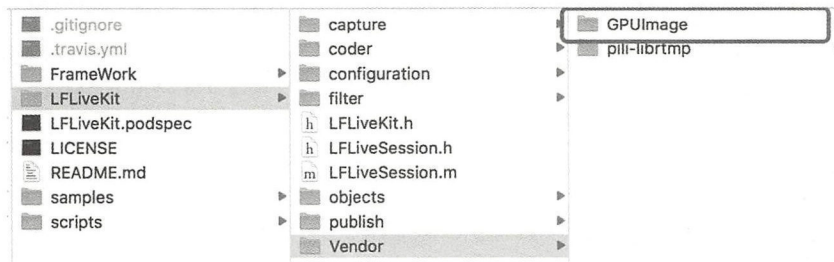 .gitignore
.travis.yml
FrameWork
LFLiveKit
LFLiveKit.podspec
LICENSE
README.md
samples
scripts
capture
coder
configuration
filter
h LFLiveKit.h
h LFLiveSession.h
m LFLiveSession.m
objects
publish
Vendor
GPUImage
pili-librtmp